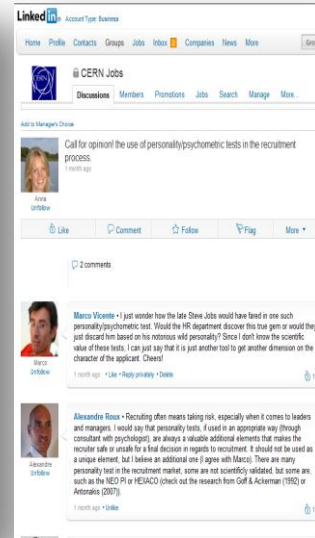 Linked in Account Type: Business
Home Profile Contacts Groups Jobs Inbox Companies News More Gro
CERN
CERN Jobs
Discussions Members Promotions Jobs Search Manage More...
Add to Manager's Choice
Call for opinion! the use of personality/psychometric tests in the recruitment
process.
1 month ago
Anna
Unfollow
Like Comment Follow Flag More
2 comments
Marco Vicente • I just wonder how the late Steve Jobs would have fared in one such
personality/psychometric test. Would the HR department discover this true gem or would they
just discard him based on his notorious wild personality? Since I don't know the scientific
value of these tests, I can just say that it is just another tool to get another dimension on the
character of the applicant. Cheers!
Marco
Unfollow
1 month ago • Like • Reply privately • Delete
1
Alexandre Roux • Recruiting often means taking risk, especially when it comes to leaders
and managers. I would say that personality tests, if used in an appropriate way (through
consultant with psychologist), are always a valuable additional elements that makes the
recruiter safe or unsafe for a final decision in regards to recruitment. It should not be used as
a unique element, but I believe an additional one (I agree with Marco). There are many
personality test in the recruitment market, some are not scientificly validated, but some are,
such as the NEO PI or HEXACO (check out the research from Goff & Ackerman (1992) or
Antonakis (2007)).
Alexandre
Unfollow
1 month ago • Unlike
1